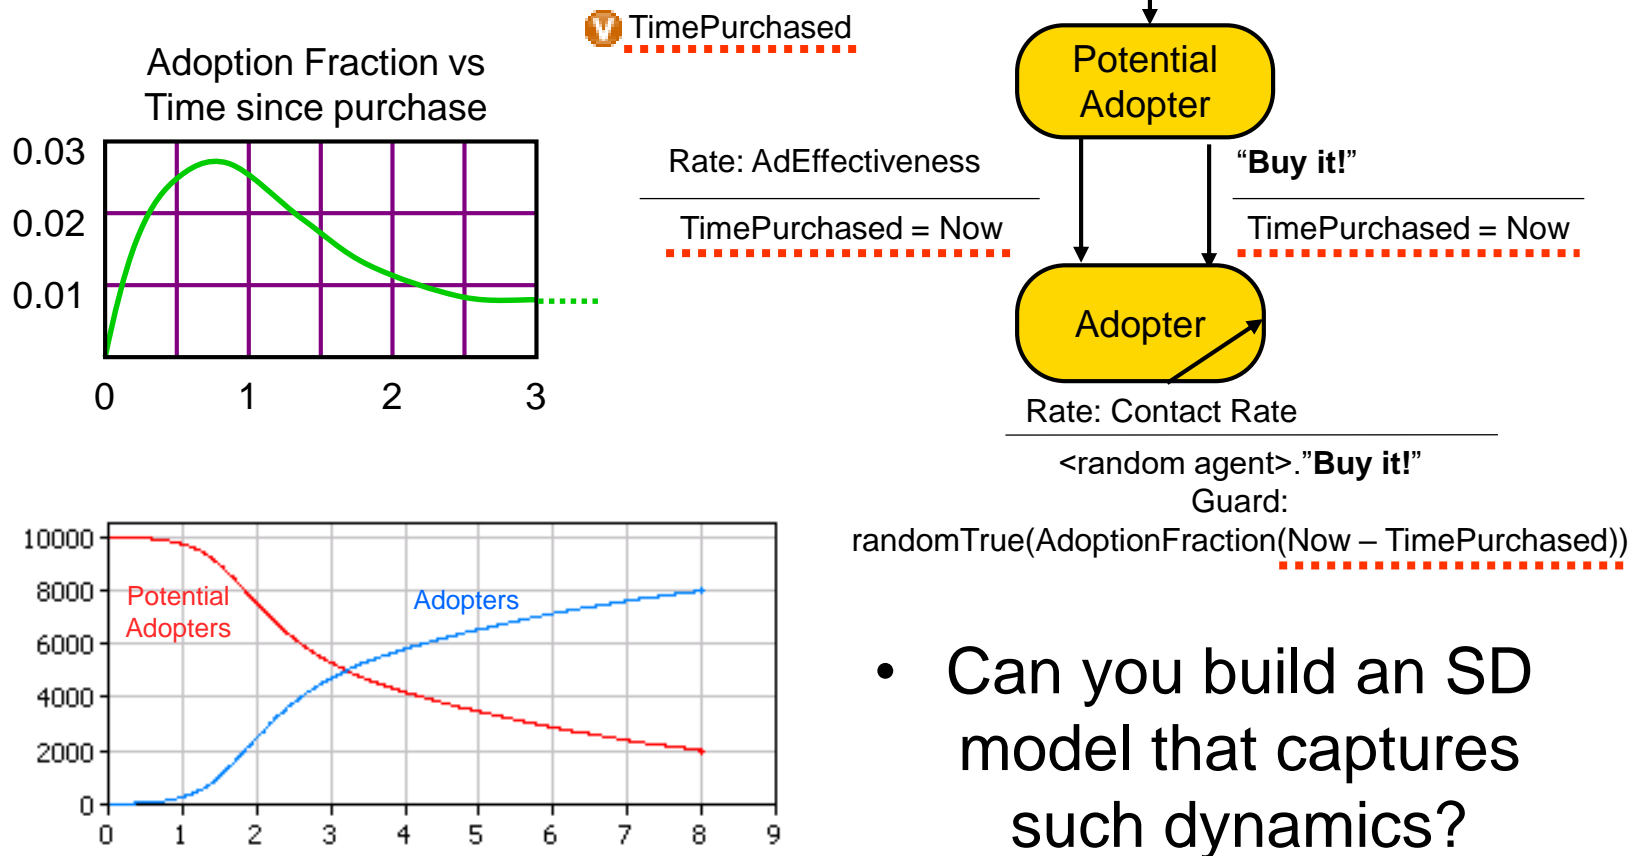 V TimePurchased
Adoption Fraction vs
Time since purchase
0.03
0.02
0.01
0 1 2 3
Potential
Adopter
Rate: AdEffectiveness
TimePurchased = Now
“Buy it!”
TimePurchased = Now
Adopter
Rate: Contact Rate
<random agent>.”Buy it!”
Guard:
randomTrue(AdoptionFraction(Now – TimePurchased))
10000
8000
6000
4000
2000
0
0 1 2 3 4 5 6 7 8 9
Potential
Adopters
Adopters
• Can you build an SD
model that captures
such dynamics?